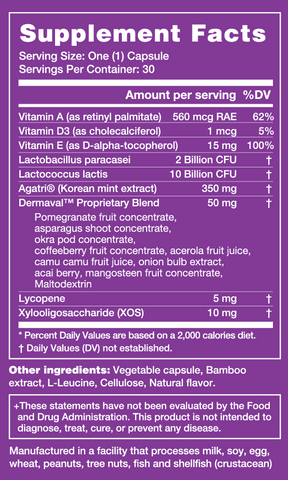 Supplement Facts
Serving Size: One (1) Capsule
Servings Per Container: 30
Amount per serving %DV
Vitamin A (as retinyl palmitate) 560 mcg RAE 62%
Vitamin D3 (as cholecalciferol) 1 mcg 5%
Vitamin E (as D-alpha-tocopherol) 15 mg 100%
Lactobacillus paracasei 2 Billion CFU †
Lactococcus lactis 10 Billion CFU †
Agatri® (Korean mint extract) 350 mg †
Dermaval™ Proprietary Blend 50 mg †
Pomegranate fruit concentrate,
asparagus shoot concentrate,
okra pod concentrate,
coffeeberry fruit concentrate, acerola fruit juice,
camu camu fruit juice, onion bulb extract,
acai berry, mangosteen fruit concentrate,
Maltodextrin
Lycopene 5 mg †
Xylooligosaccharide (XOS) 10 mg †
* Percent Daily Values are based on a 2,000 calories diet.
† Daily Values (DV) not established.
Other ingredients: Vegetable capsule, Bamboo
extract, L-Leucine, Cellulose, Natural flavor.
+These statements have not been evaluated by the Food
and Drug Administration. This product is not intended to
diagnose, treat, cure, or prevent any disease.
Manufactured in a facility that processes milk, soy, egg,
wheat, peanuts, tree nuts, fish and shellfish (crustacean)